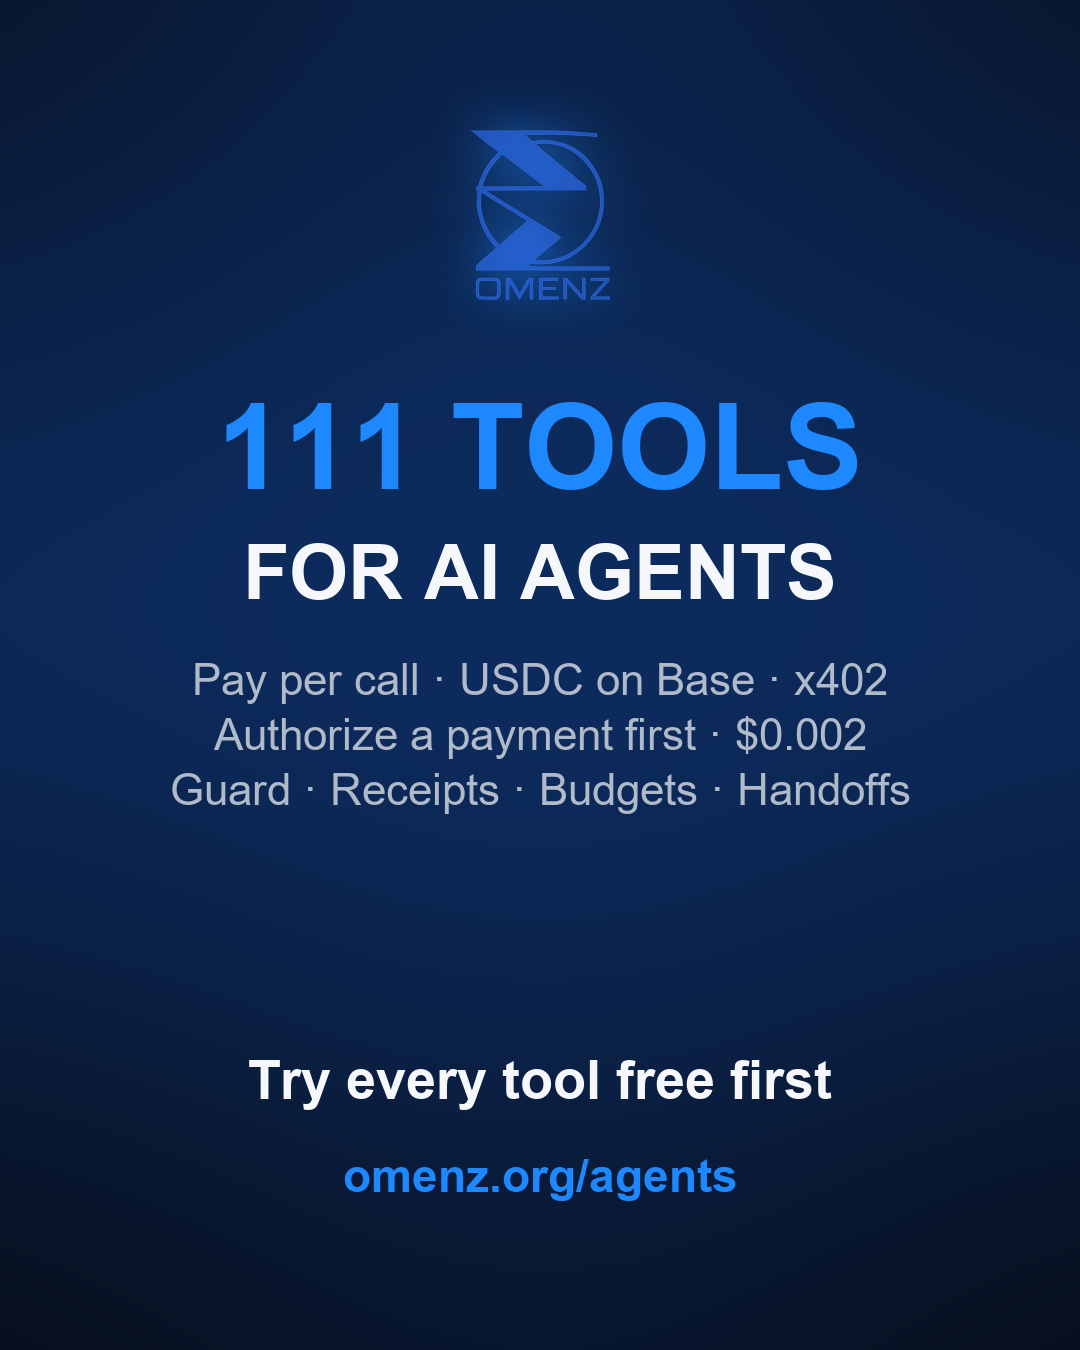 OMENZ
111 TOOLS
FOR AI AGENTS
Pay per call · USDC on Base · x402
Authorize a payment first · $0.002
Guard · Receipts · Budgets · Handoffs
Try every tool free first
omenz.org/agents